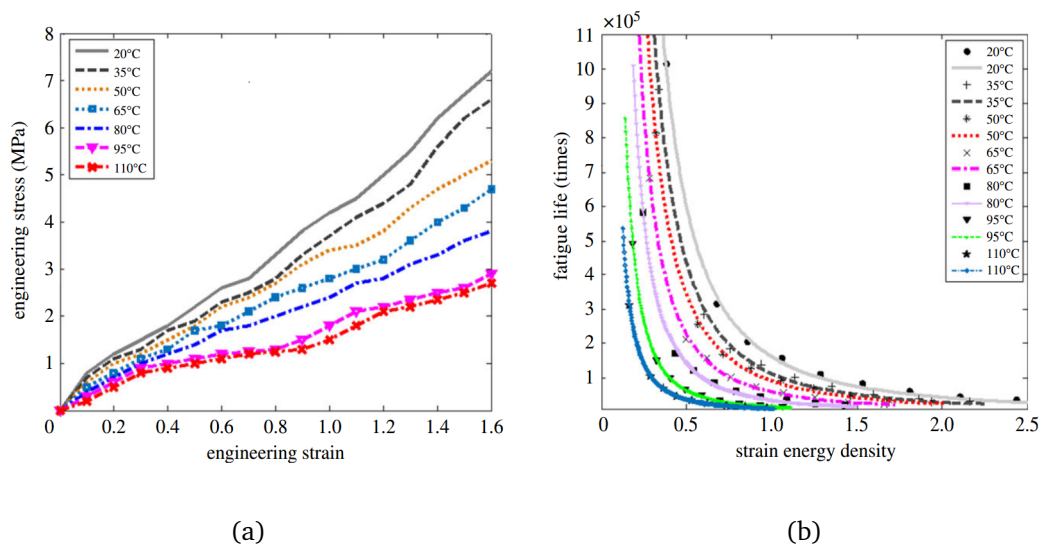 8
7
6
5
4
3
2
1
0
0.2
0.4
0.6
0.8
1.0
1.2
1.4
1.6
engineering stress (MPa)
engineering strain
20°C
35°C
50°C
65°C
80°C
95°C
110°C
(a)
×10⁵
11
10
9
8
7
6
5
4
3
2
1
0
0.5
1.0
1.5
2.0
2.5
fatigue life (times)
strain energy density
20°C
20°C
35°C
35°C
50°C
50°C
65°C
65°C
80°C
80°C
95°C
95°C
110°C
110°C
(b)